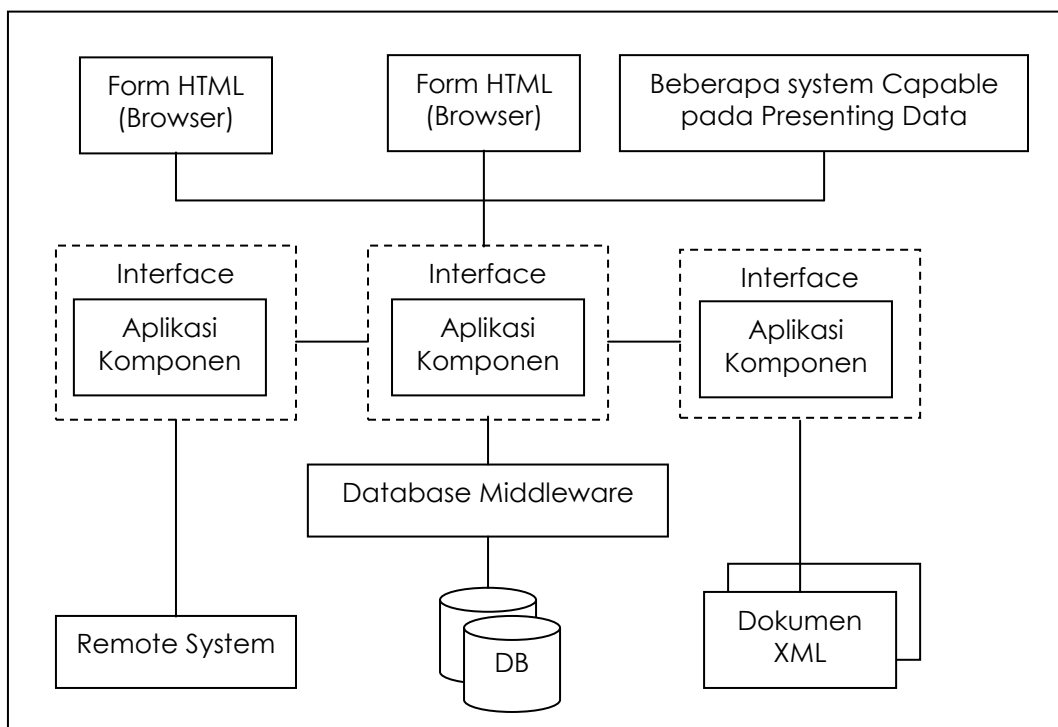 Form HTML
(Browser)
Form HTML
(Browser)
Beberapa system Capable
pada Presenting Data
Interface
Aplikasi
Komponen
Interface
Aplikasi
Komponen
Interface
Aplikasi
Komponen
Database Middleware
Remote System
DB
Dokumen
XML